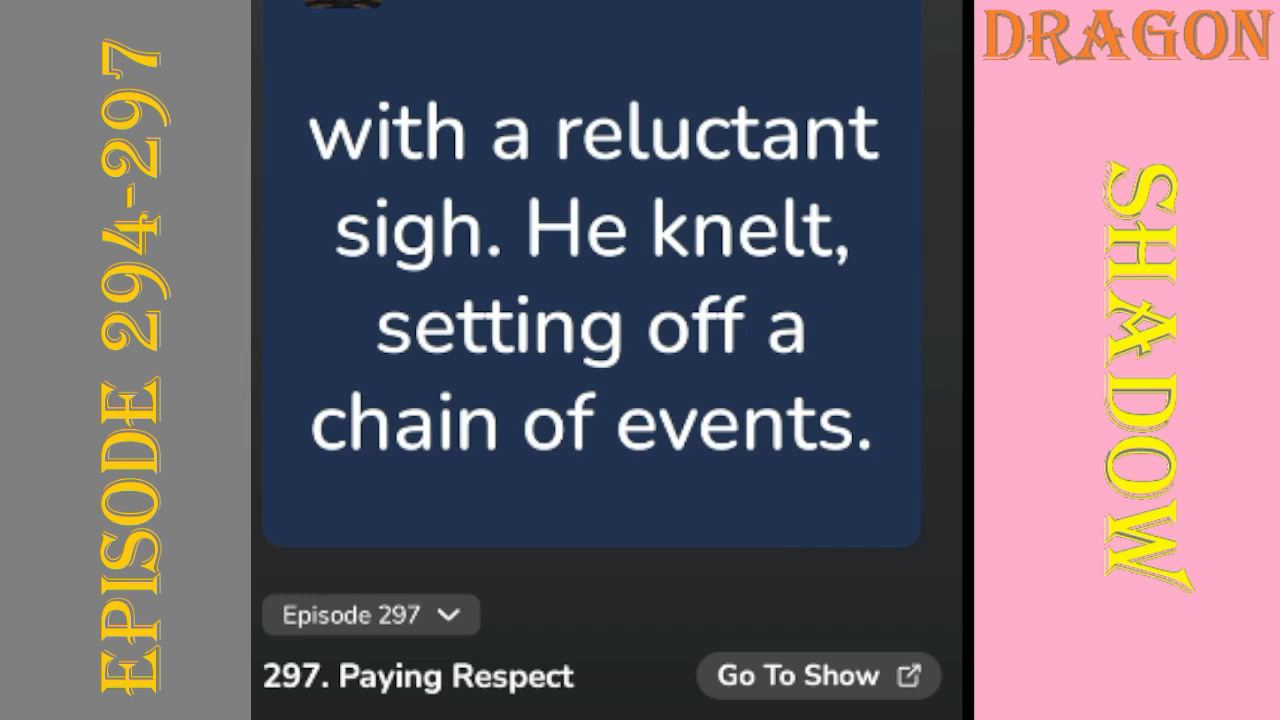 EPISODE 294-297
with a reluctant
sigh. He knelt,
setting off a
chain of events.
Episode 297
297. Paying Respect
Go To Show
DRAGON
SHADOW